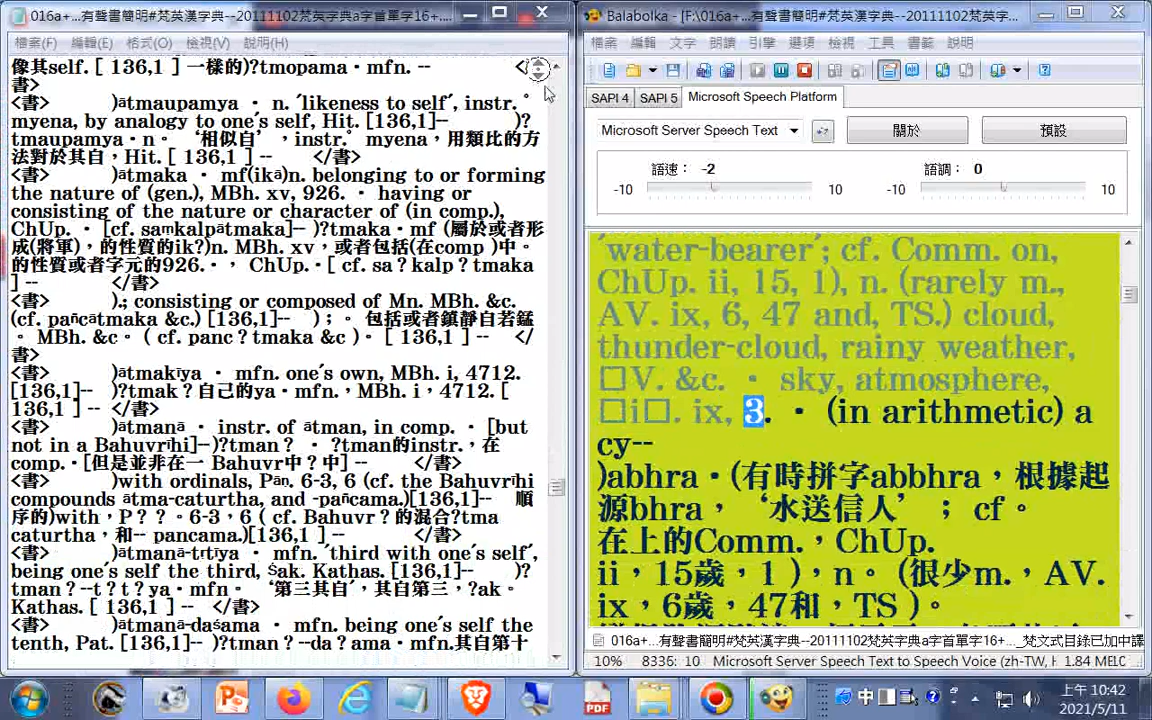 016a+...有聲書簡明#梵英漢字典--20111102梵英字典a字首單字16+...
檔案(F) 編輯(E) 格式(O) 檢視(V) 說明(H)
像其self. [ 136,1 ] 一樣的)?tmopama‧mfn. --
書>
<書> )ātmaupamya ‧ n. 'likeness to self', instr. °
myena, by analogy to one's self, Hit. [136,1]-- )?
tmaupamya‧n。‘相似自’，instr.゜myena，用類比的方
法對於其自，Hit. [ 136,1 ] -- </書>
<書> )ātmaka ‧ mf(ikā)n. belonging to or forming
the nature of (gen.), MBh. xv, 926. ‧ having or
consisting of the nature or character of (in comp.),
ChUp. ‧ [cf. saṃkalpātmaka]-- )?tmaka‧mf (屬於或者形
成(將軍)，的性質的ik?)n. MBh. xv，或者包括(在comp )中。
的性質或者字元的926.‧， ChUp.‧[ cf. sa？kalp？tmaka
] -- </書>
<書> ).; consisting or composed of Mn. MBh. &c.
(cf. pañcātmaka &c.) [136,1]-- )；。 包括或者鎮靜自若錳
。 MBh. &c。( cf. panc？tmaka &c )。[ 136,1 ] -- </
書>
<書> )ātmakīya ‧ mfn. one's own, MBh. i, 4712.
[136,1]-- )?tmak？自己的ya‧mfn.，MBh. i，4712. [
136,1 ] -- </書>
<書> )ātmanā ‧ instr. of ātman, in comp. ‧ [but
not in a Bahuvrīhi]--)?tman？ ‧ ?tman的instr.，在
comp.‧[但是並非在一 Bahuvr中？中] -- </書>
<書> )with ordinals, Pāṇ. 6-3, 6 (cf. the Bahuvrīhi
compounds ātma-caturtha, and -pañcama.)[136,1]-- 順
序的)with，P？？。6-3，6 ( cf. Bahuvr？的混合?tma
caturtha，和-- pancama.)[136,1 ] -- </書>
<書> )ātmanā-tṛtīya ‧ mfn. 'third with one's self',
being one's self the third, Śak. Kathas. [136,1]-- )?
tman？--t？t？ya‧mfn。‘第三其自’，其自第三，?ak。
Kathas. [ 136,1 ] -- </書>
<書> )ātmanā-daśama ‧ mfn. being one's self the
tenth, Pat. [136,1]-- )?tman？--da？ama‧mfn.其自第十
Balabolka - [F:\016a+...有聲書簡明#梵英漢字典--20111102梵英字...
檔案 編輯 文字 朗讀 引擎 選項 檢視 工具 書籤 說明
SAPI 4 SAPI 5 Microsoft Speech Platform
Microsoft Server Speech Text 關於 預設
語速： -2 語調： 0
-10 10 -10 10
'water-bearer'; cf. Comm. on,
ChUp. ii, 15, 1), n. (rarely m.,
AV. ix, 6, 47 and, TS.) cloud,
thunder-cloud, rainy weather,
□V. &c. ‧ sky, atmosphere,
□i□. ix, 3. ‧ (in arithmetic) a
cy--
)abhra‧(有時拼字abbhra，根據起
源bhra，‘水送信人’；cf。
在上的Comm.，ChUp.
ii，15歲，1 )，n。(很少m.，AV.
ix，6歲，47和，TS )。
016a+...有聲書簡明#梵英漢字典--20111102梵英字典a字首單字16+...梵文式目錄已加中譯
10% 8336: 10 Microsoft Server Speech Text to Speech Voice (zh-TW, H 1.84 MELC
中
上午 10:42
2021/5/11